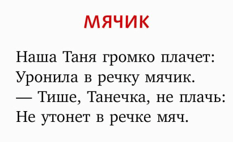 МЯЧИК
Наша Таня громко плачет:
Уронила в речку мячик.
— Тише, Танечка, не плачь:
Не утонет в речке мяч.